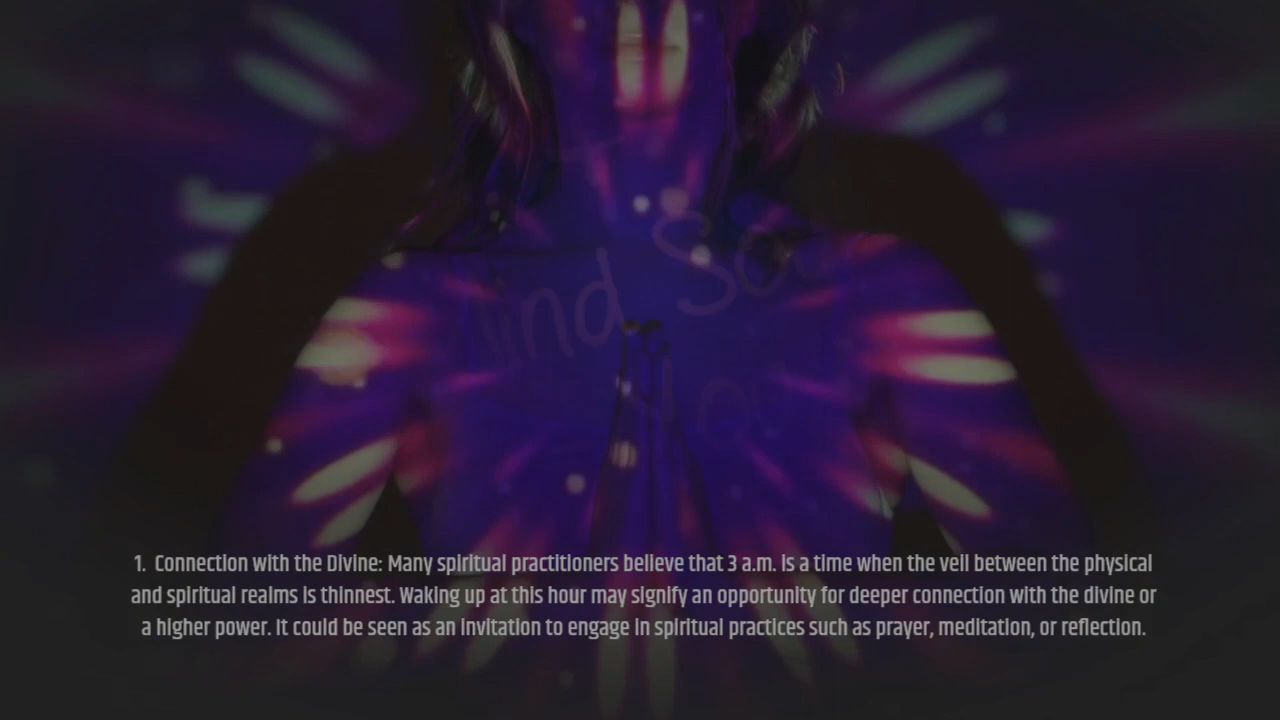 ind So
1. Connection with the Divine: Many spiritual practitioners believe that 3 a.m. is a time when the veil between the physical
and spiritual realms is thinnest. Waking up at this hour may signify an opportunity for deeper connection with the divine or
a higher power. It could be seen as an invitation to engage in spiritual practices such as prayer, meditation, or reflection.